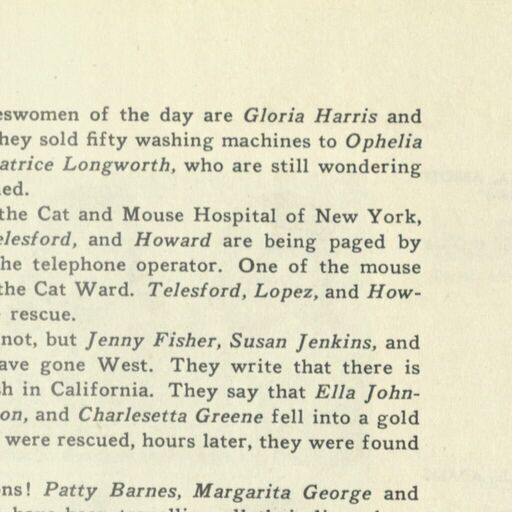 eswomen of the day are Gloria Harris and
hey sold fifty washing machines to Ophelia
atrice Longworth, who are still wondering
ed.
the Cat and Mouse Hospital of New York,
elesford, and Howard are being paged by
he telephone operator. One of the mouse
the Cat Ward. Telesford, Lopez, and How-
rescue.
not, but Jenny Fisher, Susan Jenkins, and
ave gone West. They write that there is
h in California. They say that Ella John-
on, and Charlesetta Greene fell into a gold
were rescued, hours later, they were found
ns! Patty Barnes, Margarita George and